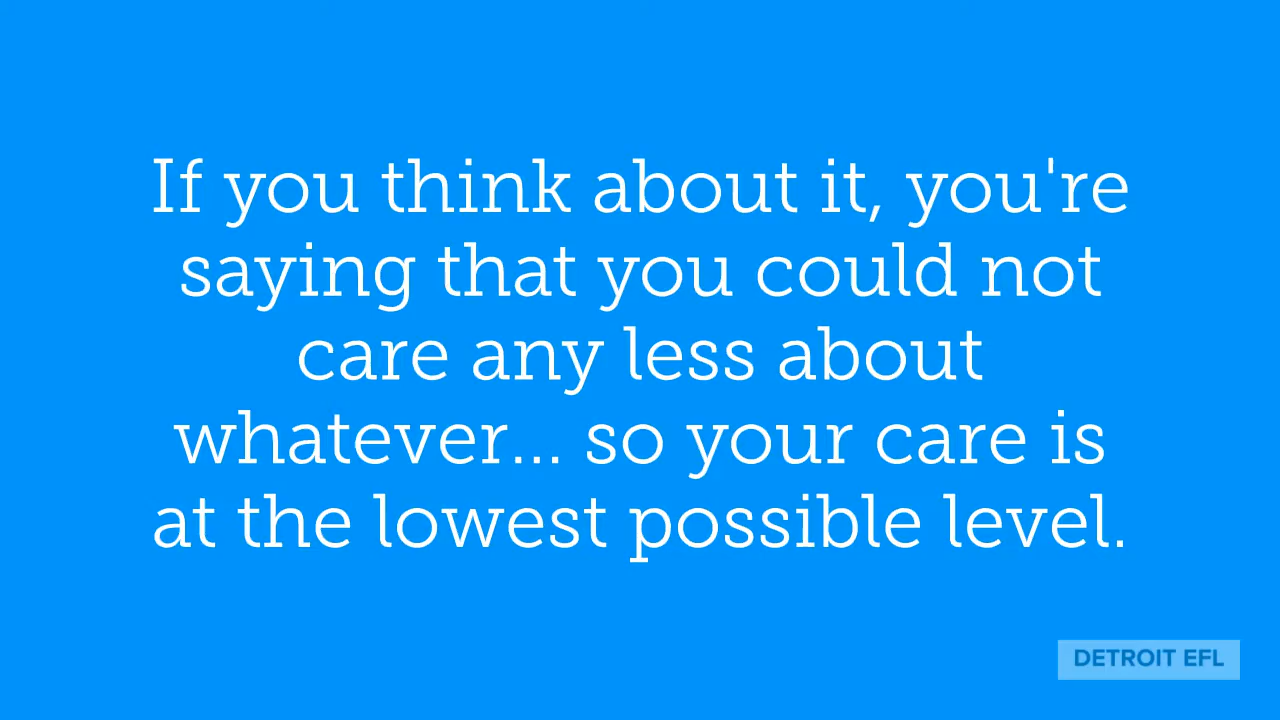 If you think about it, you're
saying that you could not
care any less about
whatever... so your care is
at the lowest possible level.
DETROIT EFL